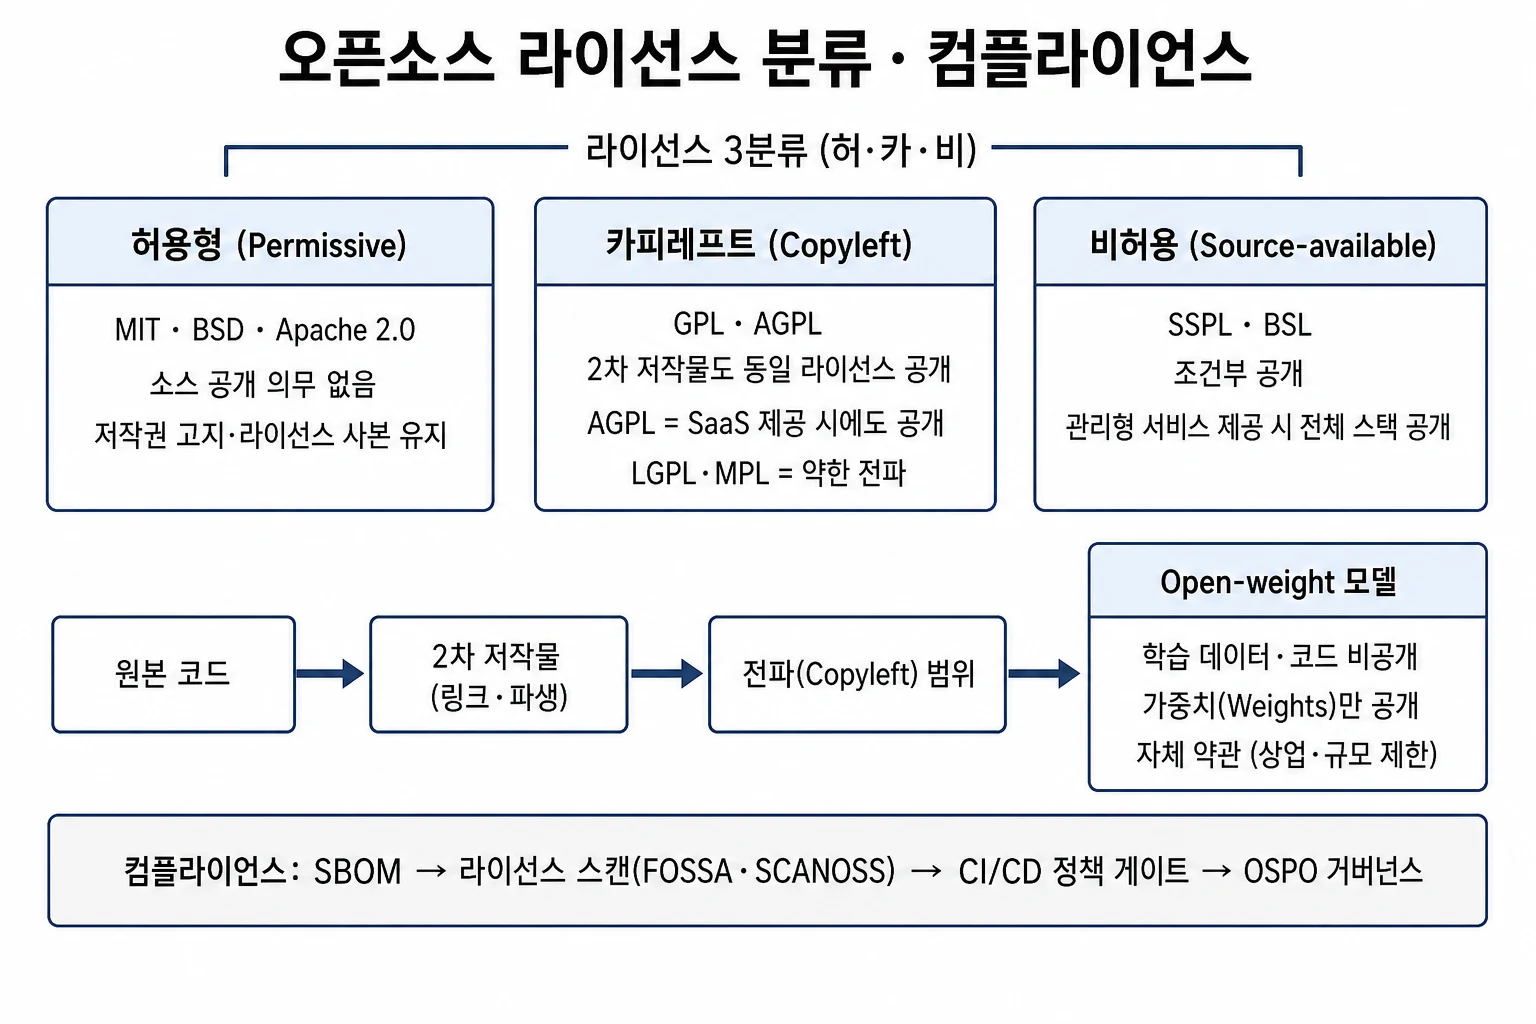 오픈소스 라이선스 분류 · 컴플라이언스
라이선스 3분류 (허·카·비)
허용형 (Permissive)
MIT · BSD · Apache 2.0
소스 공개 의무 없음
저작권 고지·라이선스 사본 유지
카피레프트 (Copyleft)
GPL · AGPL
2차 저작물도 동일 라이선스 공개
AGPL = SaaS 제공 시에도 공개
LGPL·MPL = 약한 전파
비허용 (Source-available)
SSPL · BSL
조건부 공개
관리형 서비스 제공 시 전체 스택 공개
원본 코드
2차 저작물
(링크·파생)
전파(Copyleft) 범위
Open-weight 모델
학습 데이터·코드 비공개
가중치(Weights)만 공개
자체 약관 (상업·규모 제한)
컴플라이언스: SBOM → 라이선스 스캔(FOSSA·SCANOSS) → CI/CD 정책 게이트 → OSPO 거버넌스